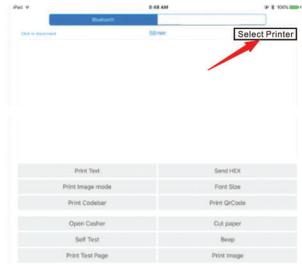 iPad 8:48 AM 100%
Bluetooth
Click to disconnect Select Printer
Print Text Send HEX
Print Image mode Font Size
Print Codebar Print QrCode
Open Casher Cut paper
Self Test Beep
Print Test Page Print Image